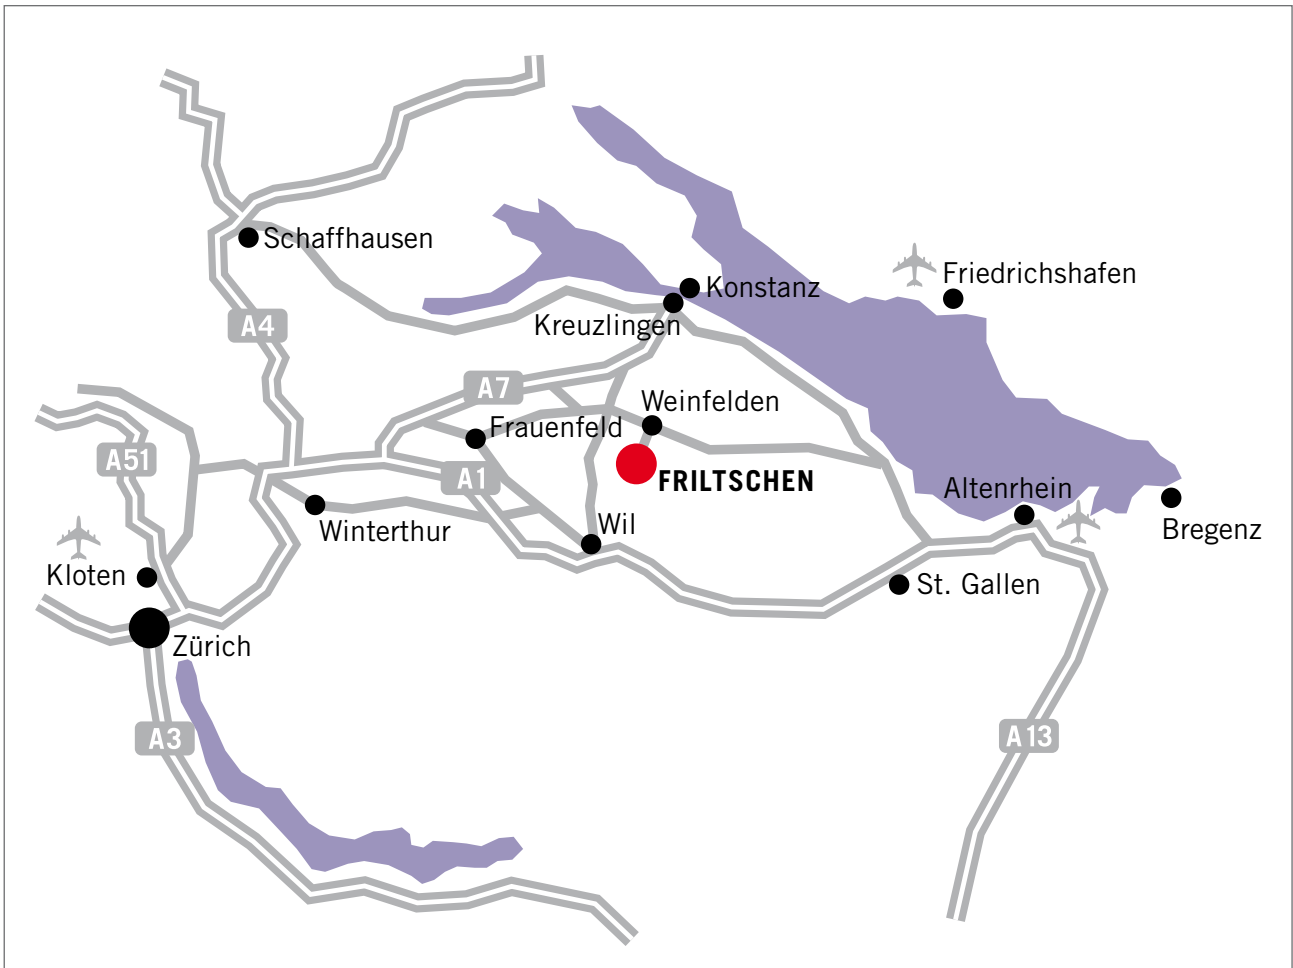 Schaffhausen
Friedrichshafen
Konstanz
A4
Kreuzlingen
A7
Weinfelden
Frauenfeld
A51
A1
FRILTSCHEN
Altenrhein
Winterthur
Wil
Bregenz
Kloten
St. Gallen
Zürich
A3
A13